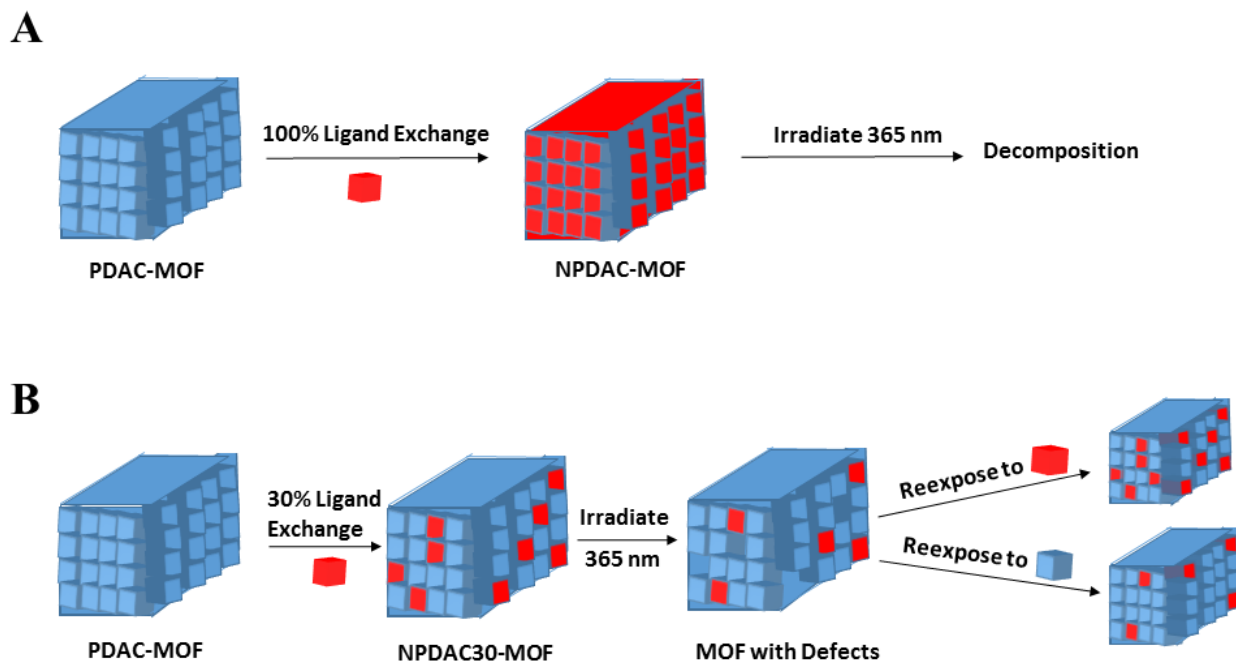 A
100% Ligand Exchange
Irradiate 365 nm
Decomposition
PDAC-MOF
NPDAC-MOF
B
30% Ligand
Exchange
Irradiate
365 nm
Reexpose to
Reexpose to
PDAC-MOF
NPDAC30-MOF
MOF with Defects